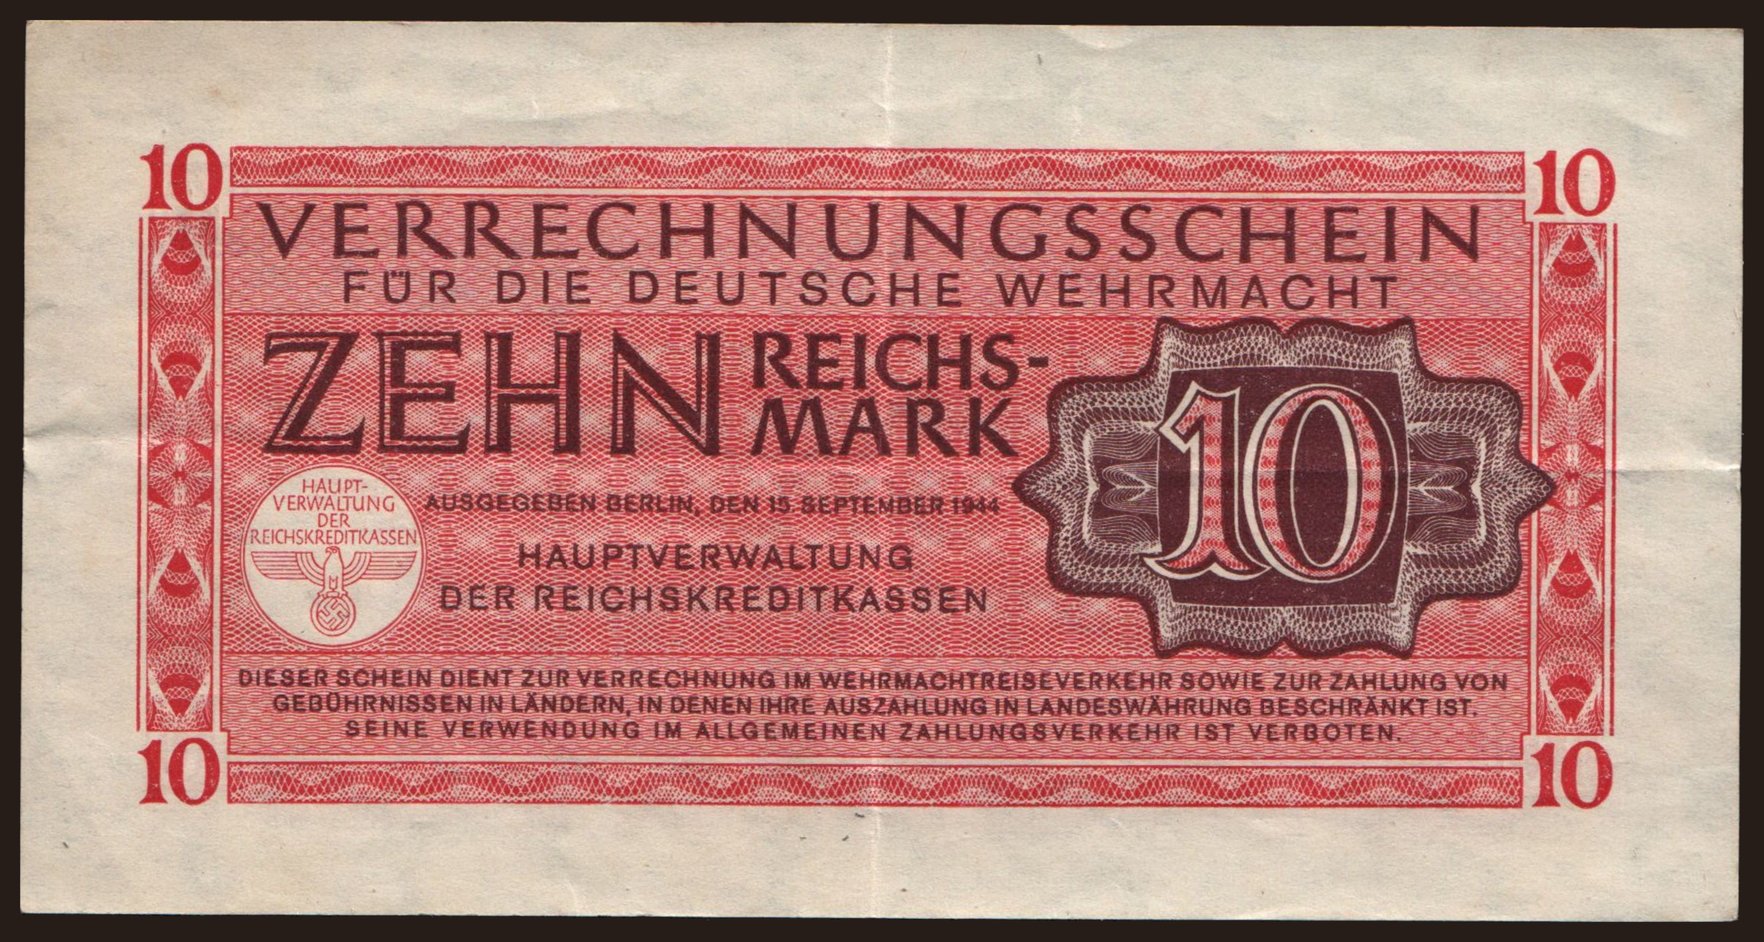 10 10
VERRECHNUNGSSCHEIN
FÜR DIE DEUTSCHE WEHRMACHT
ZEHN REICHS-
MARK
10
HAUPT-
VERWALTUNG
DER
REICHSKREDITKASSEN
AUSGEGEBEN BERLIN, DEN 15 SEPTEMBER 1944
HAUPTVERWALTUNG
DER REICHSKREDITKASSEN
DIESER SCHEIN DIENT ZUR VERRECHNUNG IM WEHRMACHTREISEVERKEHR SOWIE ZUR ZAHLUNG VON
GEBÜHRNISSEN IN LÄNDERN, IN DENEN IHRE AUSZAHLUNG IN LANDESWÄHRUNG BESCHRÄNKT IST.
SEINE VERWENDUNG IM ALLGEMEINEN ZAHLUNGSVERKEHR IST VERBOTEN.
10 10